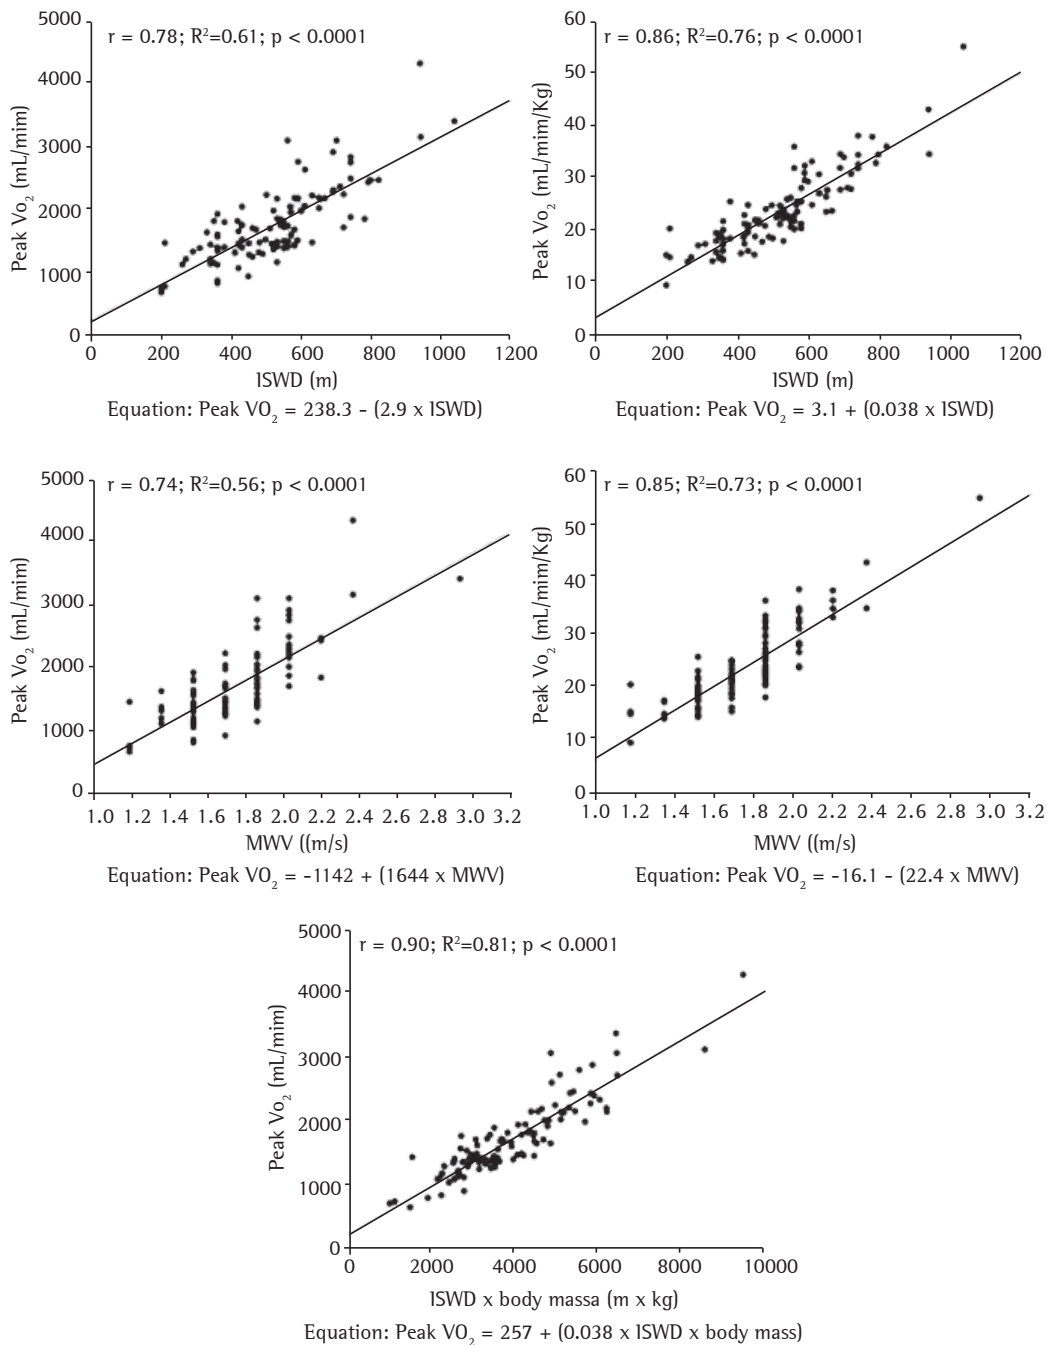 r = 0.78; R²=0.61; p < 0.0001
Peak Vo₂ (mL/mim)
5000
4000
3000
2000
1000
0
0 200 400 600 800 1000 1200
ISWD (m)
Equation: Peak VO₂ = 238.3 - (2.9 x ISWD)
r = 0.86; R²=0.76; p < 0.0001
Peak Vo₂ (mL/mim/Kg)
60
50
40
30
20
10
0
0 200 400 600 800 1000 1200
ISWD (m)
Equation: Peak VO₂ = 3.1 + (0.038 x ISWD)
r = 0.74; R²=0.56; p < 0.0001
Peak Vo₂ (mL/mim)
5000
4000
3000
2000
1000
0
1.0 1.2 1.4 1.6 1.8 2.0 2.2 2.4 2.6 2.8 3.0 3.2
MWV ((m/s)
Equation: Peak VO₂ = -1142 + (1644 x MWV)
r = 0.85; R²=0.73; p < 0.0001
Peak Vo₂ (mL/mim/Kg)
60
50
40
30
20
10
0
1.0 1.2 1.4 1.6 1.8 2.0 2.2 2.4 2.6 2.8 3.0 3.2
MWV ((m/s)
Equation: Peak VO₂ = -16.1 - (22.4 x MWV)
r = 0.90; R²=0.81; p < 0.0001
Peak Vo₂ (mL/mim)
5000
4000
3000
2000
1000
0
0 2000 4000 6000 8000 10000
ISWD x body massa (m x kg)
Equation: Peak VO₂ = 257 + (0.038 x ISWD x body mass)